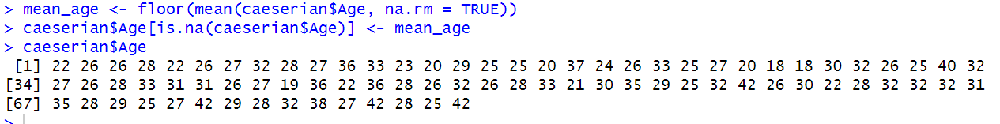 > mean_age <- floor(mean(caeserian$Age, na.rm = TRUE))
> caeserian$Age[is.na(caeserian$Age)] <- mean_age
> caeserian$Age
[1] 22 26 26 28 22 26 27 32 28 27 36 33 23 20 29 25 25 20 37 24 26 33 25 27 20 18 18 30 32 26 25 40 32
[34] 27 26 28 33 31 31 26 27 19 36 22 36 28 26 32 26 28 33 21 30 35 29 25 32 42 26 30 22 28 32 32 32 31
[67] 35 28 29 25 27 42 29 28 32 38 27 42 28 25 42
>